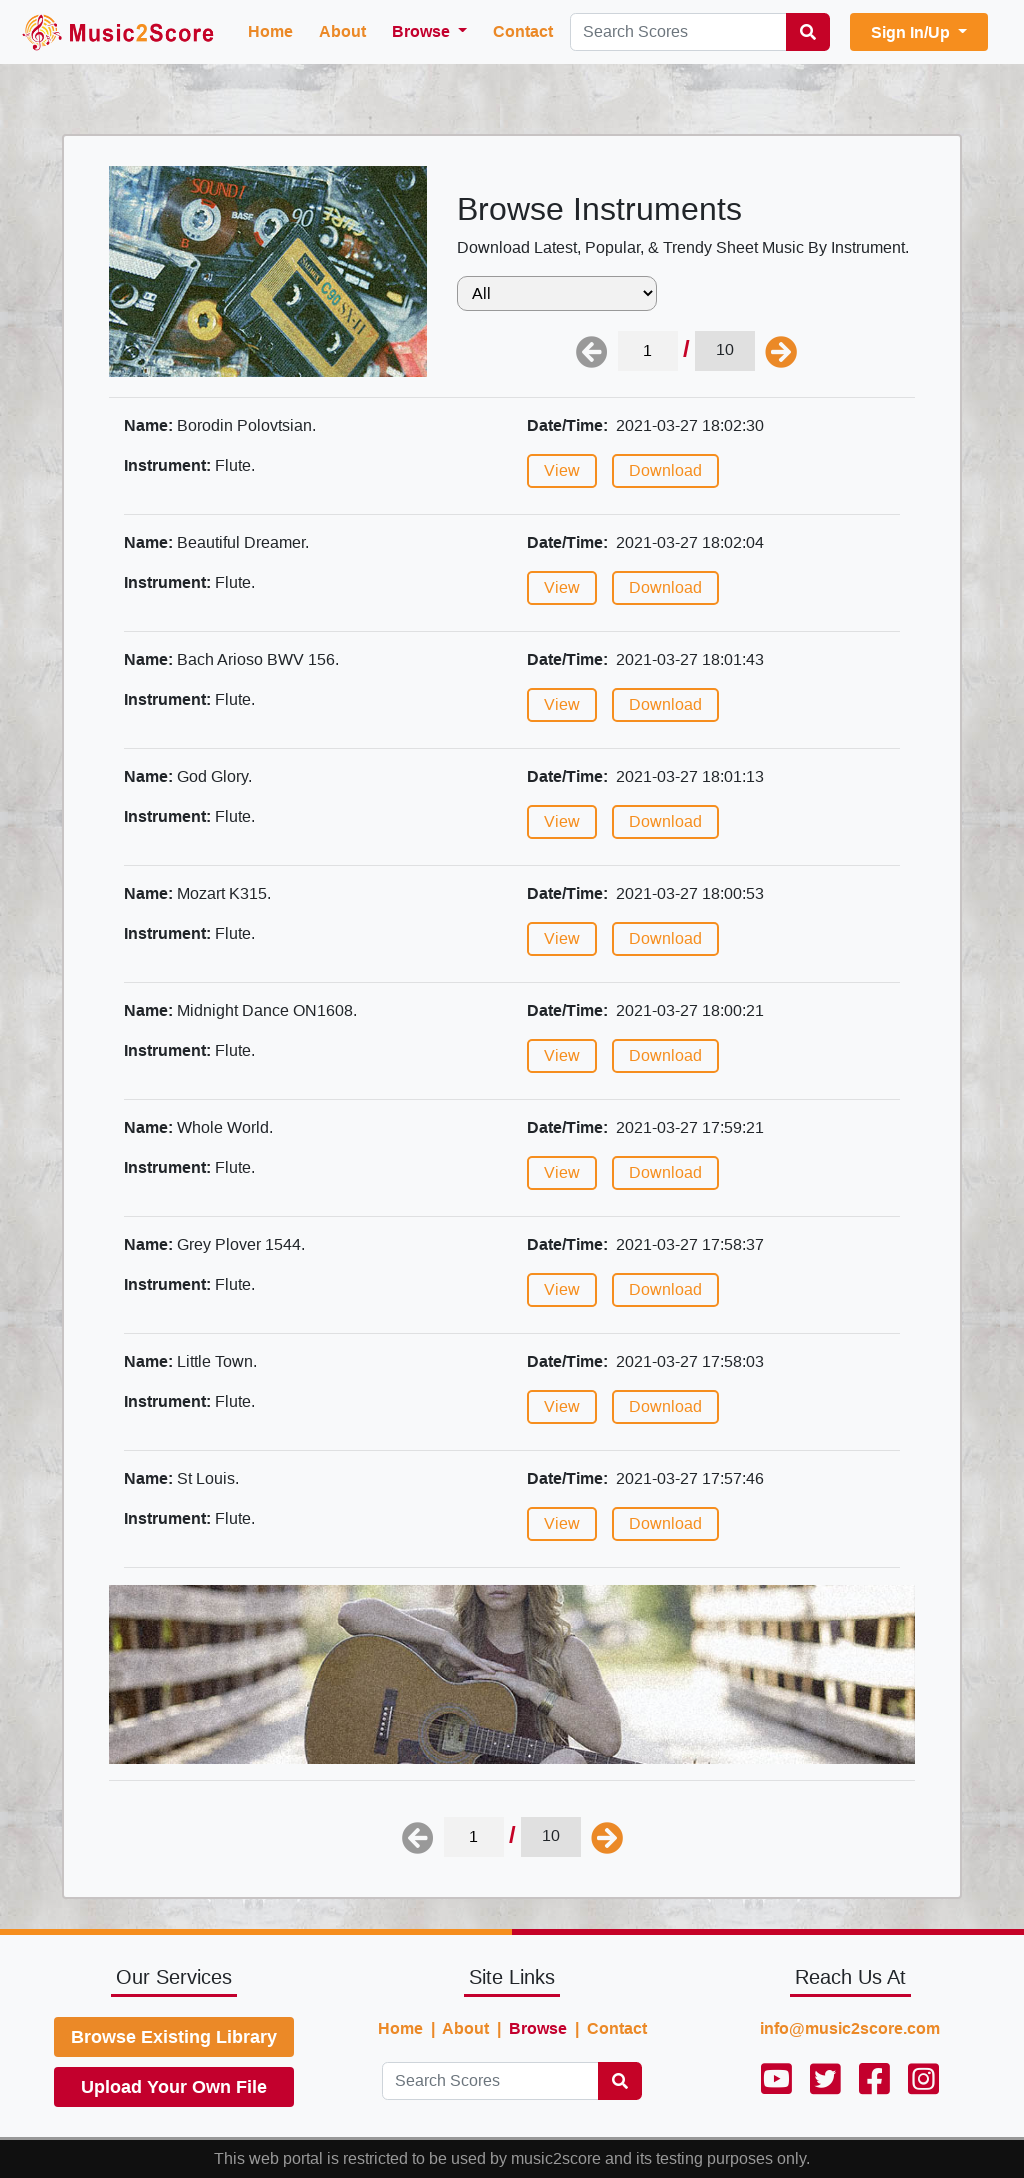 Music2Score Home About Browse Contact Search Scores Sign In/Up
SOUND 1
90
BASE
B
C90
SX-II
Browse Instruments
Download Latest, Popular, & Trendy Sheet Music By Instrument.
All
1 / 10
Name: Borodin Polovtsian. Date/Time: 2021-03-27 18:02:30
Instrument: Flute. View Download
Name: Beautiful Dreamer. Date/Time: 2021-03-27 18:02:04
Instrument: Flute. View Download
Name: Bach Arioso BWV 156. Date/Time: 2021-03-27 18:01:43
Instrument: Flute. View Download
Name: God Glory. Date/Time: 2021-03-27 18:01:13
Instrument: Flute. View Download
Name: Mozart K315. Date/Time: 2021-03-27 18:00:53
Instrument: Flute. View Download
Name: Midnight Dance ON1608. Date/Time: 2021-03-27 18:00:21
Instrument: Flute. View Download
Name: Whole World. Date/Time: 2021-03-27 17:59:21
Instrument: Flute. View Download
Name: Grey Plover 1544. Date/Time: 2021-03-27 17:58:37
Instrument: Flute. View Download
Name: Little Town. Date/Time: 2021-03-27 17:58:03
Instrument: Flute. View Download
Name: St Louis. Date/Time: 2021-03-27 17:57:46
Instrument: Flute. View Download
1 / 10
Our Services
Browse Existing Library
Upload Your Own File
Site Links
Home | About | Browse | Contact
Search Scores
Reach Us At
info@music2score.com
This web portal is restricted to be used by music2score and its testing purposes only.